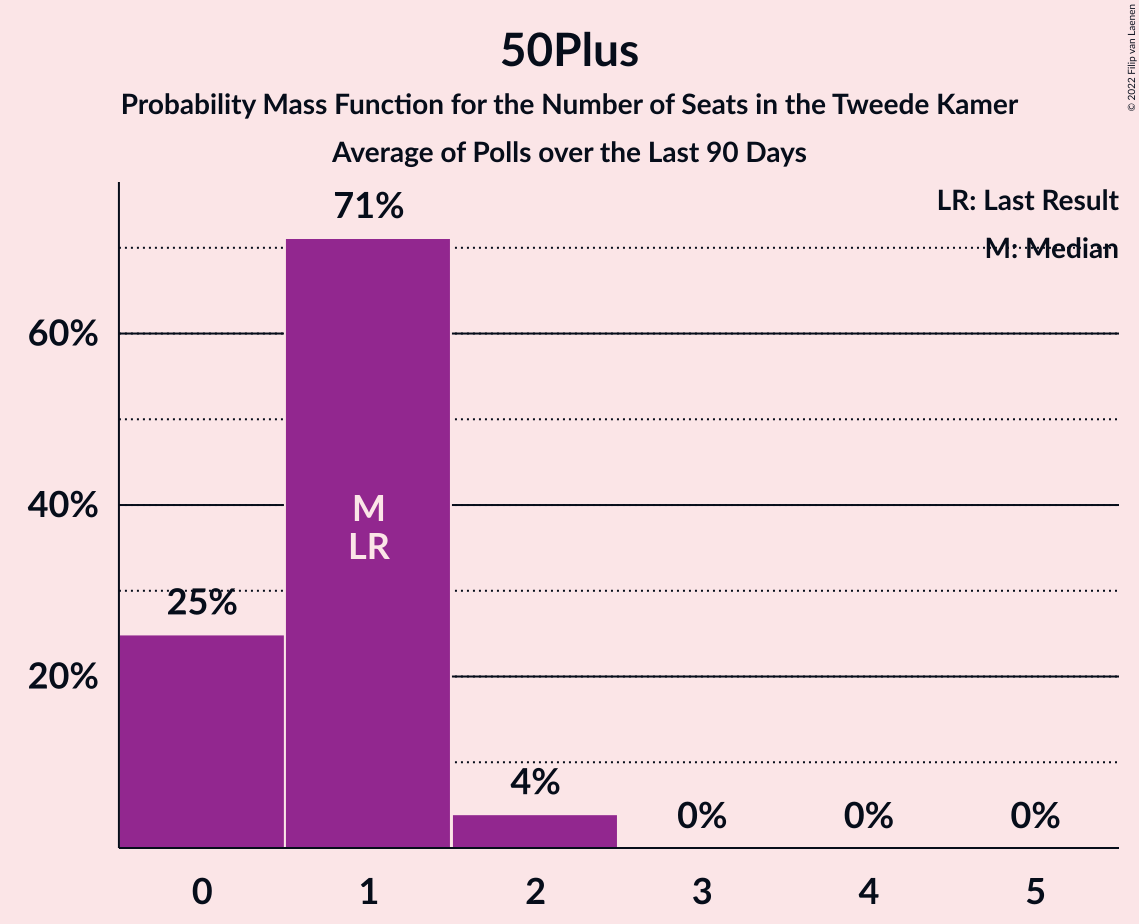 50Plus
Probability Mass Function for the Number of Seats in the Tweede Kamer
Average of Polls over the Last 90 Days
© 2022 Filip van Laenen
LR: Last Result
M: Median
71%
60%
40%
M
LR
25%
20%
4%
0%
0%
0%
0
1
2
3
4
5